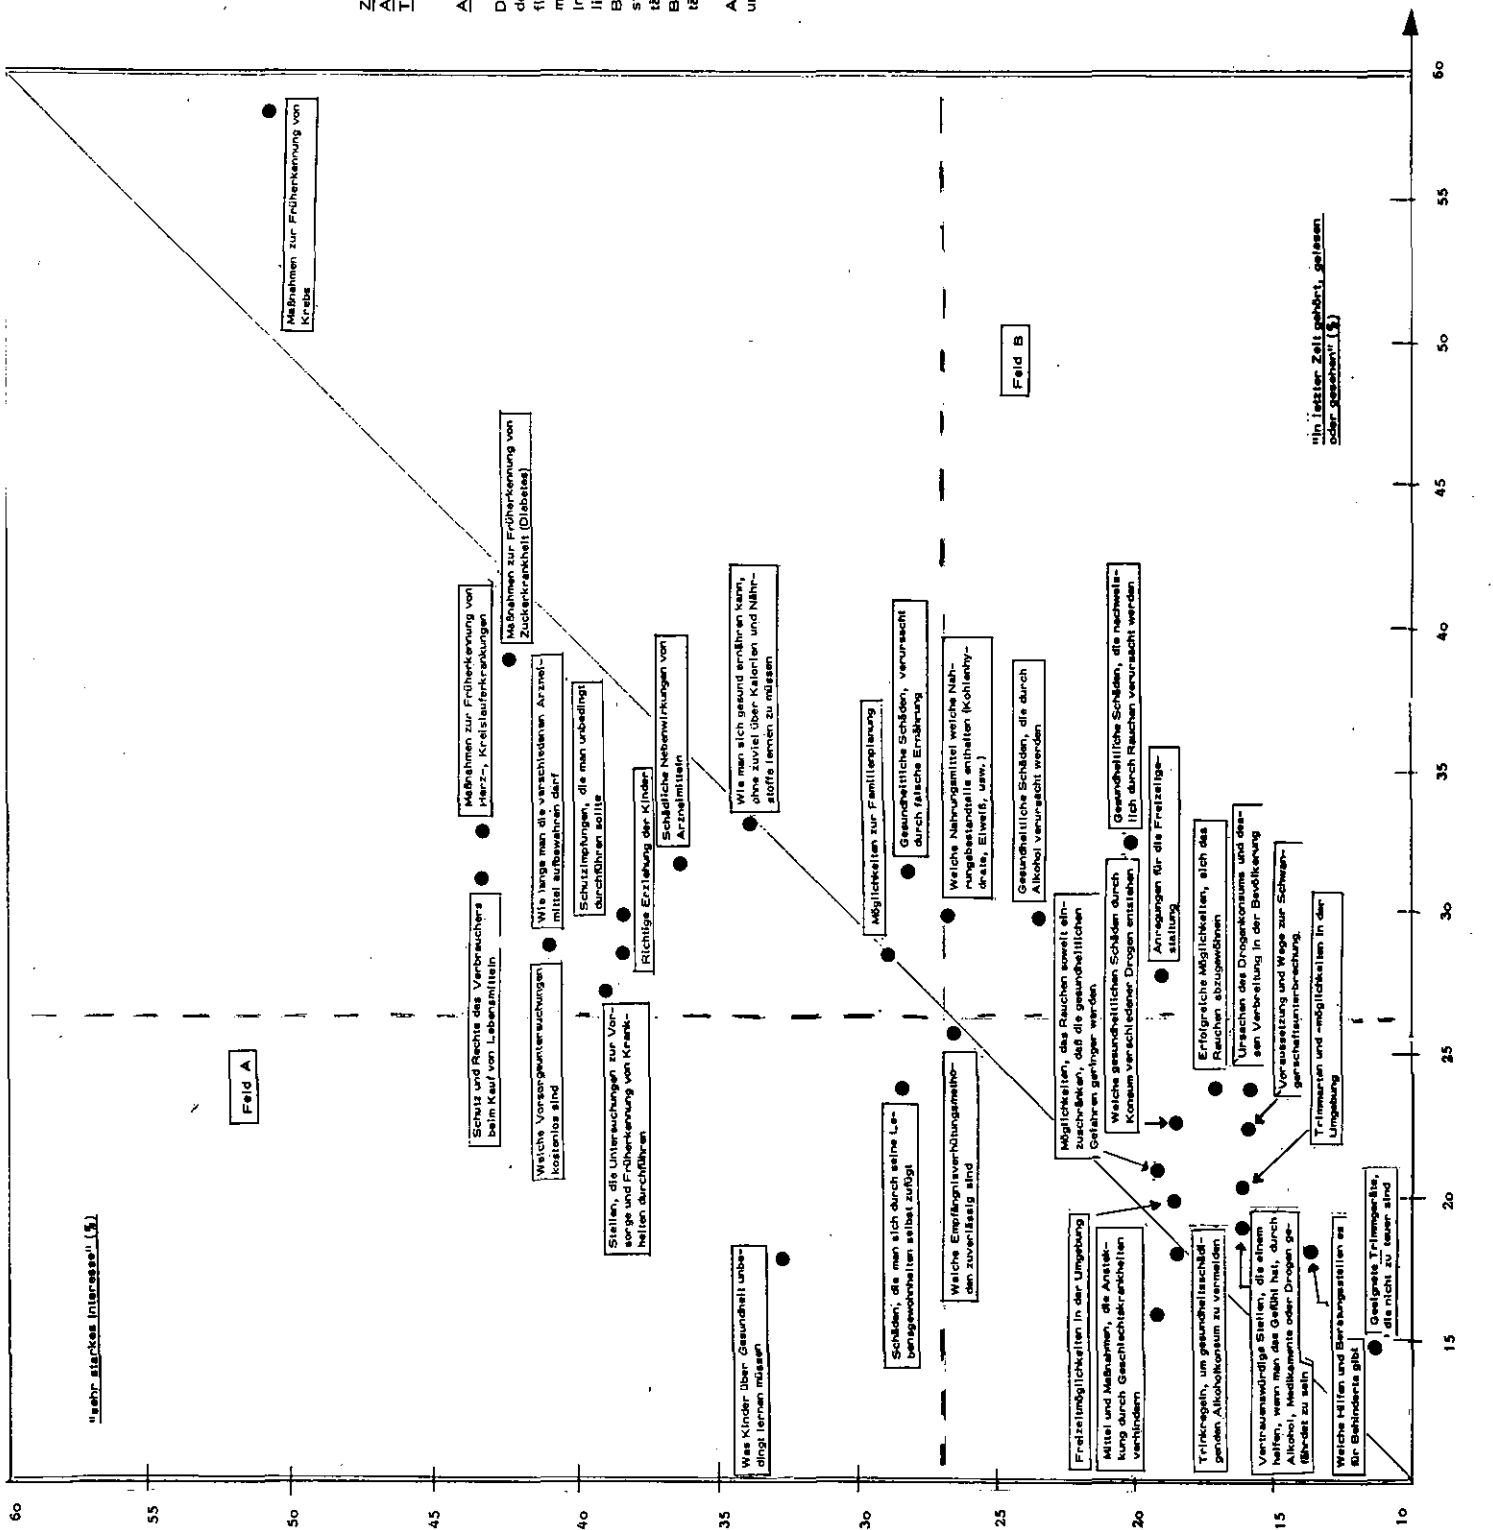 "sehr starkes Interesse" (%)
Feld A
Maßnahmen zur Früherkennung von
Krebs
Maßnahmen zur Früherkennung von
Herz-, Kreislauferkrankungen
Maßnahmen zur Früherkennung von
Zuckerkrankheit (Diabetes)
Schutz und Rechte des Verbrauchers
beim Kauf von Lebensmitteln
Wie lange man die verschiedenen Arznei-
mittel aufbewahren darf
Welche Vorsorgeuntersuchungen
kostenlos sind
Schutzimpfungen, die man unbedingt
durchführen sollte
Richtige Erziehung der Kinder
Stellen, die Untersuchungen zur Vor-
sorge und Früherkennung von Krank-
heiten durchführen
Schädliche Nebenwirkungen von
Arzneimitteln
Wie man sich gesund ernähren kann,
ohne zuviel über Kalorien und Nähr-
stoffe lernen zu müssen
Was Kinder über Gesundheit unbe-
dingt lernen müssen
Möglichkeiten zur Familienplanung
Gesundheitliche Schäden, verursacht
durch falsche Ernährung
Schäden, die man sich durch seine Le-
bensgewohnheiten selbst zufügt
Welche Nahrungsmittel welche Nah-
rungsbestandteile enthalten (Kohlenhy-
drate, Eiweiß, usw.)
Welche Empfängnisverhütungsmetho-
den zuverlässig sind
Feld B
Gesundheitliche Schäden, die durch
Alkohol verursacht werden
Möglichkeiten, das Rauchen soweit ein-
zuschränken, daß die gesundheitlichen
Gefahren geringer werden
Gesundheitliche Schäden, die nachweis-
lich durch Rauchen verursacht werden
Welche gesundheitlichen Schäden durch
Konsum verschiedener Drogen entstehen
Anregungen für die Freizeitge-
staltung
Freizeitmöglichkeiten in der Umgebung
Mittel und Maßnahmen, die Anstek-
kung durch Geschlechtskrankheiten
verhindern
Erfolgreiche Möglichkeiten, sich das
Rauchen abzugewöhnen
Ursachen des Drogenkonsums und des-
sen Verbreitung in der Bevölkerung
Voraussetzung und Wege zur Schwan-
gerschaftsunterbrechung
Trimmarten und -möglichkeiten in der
Umgebung
Trinkregeln, um gesundheitsschädi-
genden Alkoholkonsum zu vermeiden
Vertrauenswürdige Stellen, die einem
helfen, wenn man das Gefühl hat, durch
Alkohol, Medikamente oder Drogen ge-
fährdet zu sein
Welche Hilfen und Beratungsstellen es
für Behinderte gibt
Geeignete Trimmgeräte,
die nicht zu teuer sind
"In letzter Zeit gehört, gelesen
oder gesehen" (%)
60
55
50
45
40
35
30
25
20
15
10
15
20
25
30
35
40
45
50
55
60